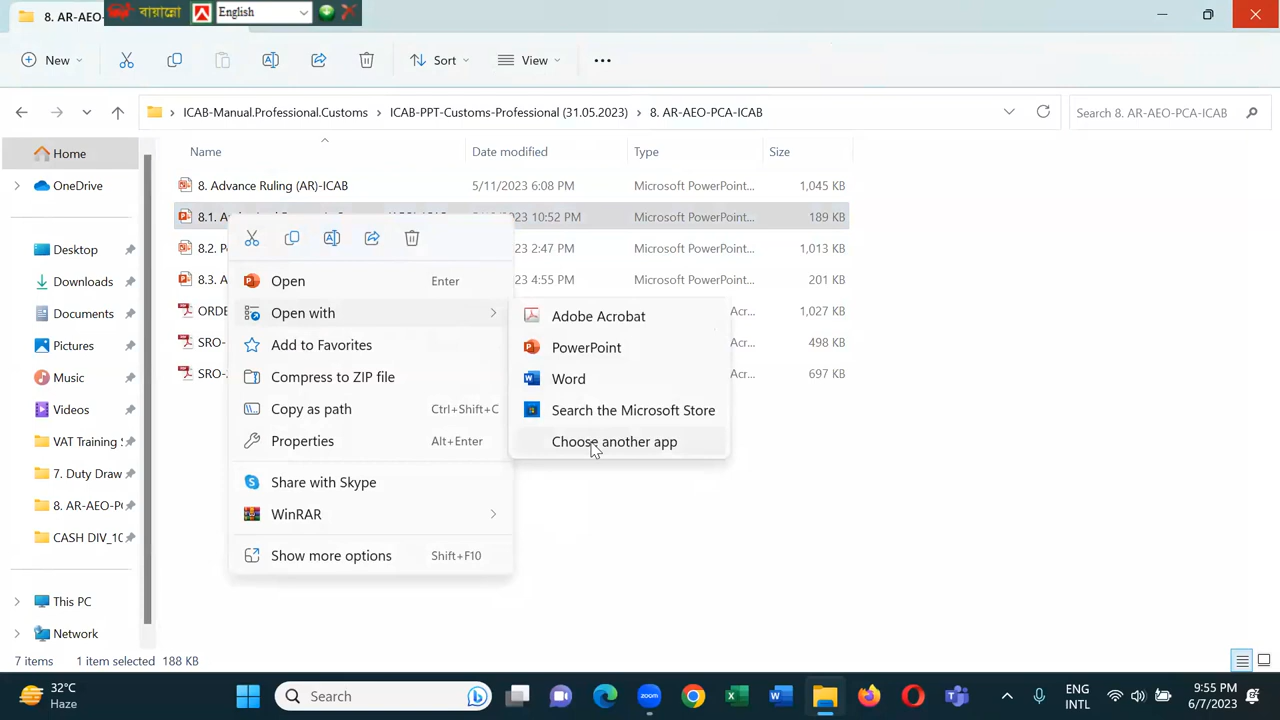 8. AR-AEO-
বায়ান্নো
English
New
Sort
View
ICAB-Manual.Professional.Customs
ICAB-PPT-Customs-Professional (31.05.2023)
8. AR-AEO-PCA-ICAB
Search 8. AR-AEO-PCA-ICAB
Home
OneDrive
Desktop
Downloads
Documents
Pictures
Music
Videos
VAT Training
7. Duty Draw
8. AR-AEO-P
CASH DIV_10
This PC
Network
Name Date modified Type Size
8. Advance Ruling (AR)-ICAB 5/11/2023 6:08 PM Microsoft PowerPoint... 1,045 KB
8.1. 10:52 PM Microsoft PowerPoint... 189 KB
8.2. 3 2:47 PM Microsoft PowerPoint... 1,013 KB
8.3. 3 4:55 PM Microsoft PowerPoint... 201 KB
ORDE 1,027 KB
SRO- Acr... 498 KB
SRO- Acr... 697 KB
Open Enter
Open with
Add to Favorites
Compress to ZIP file
Copy as path Ctrl+Shift+C
Properties Alt+Enter
Share with Skype
WinRAR
Show more options Shift+F10
Adobe Acrobat
PowerPoint
Word
Search the Microsoft Store
Choose another app
7 items 1 item selected 188 KB
32°C
Haze
Search
zoom
ENG
INTL
9:55 PM
6/7/2023